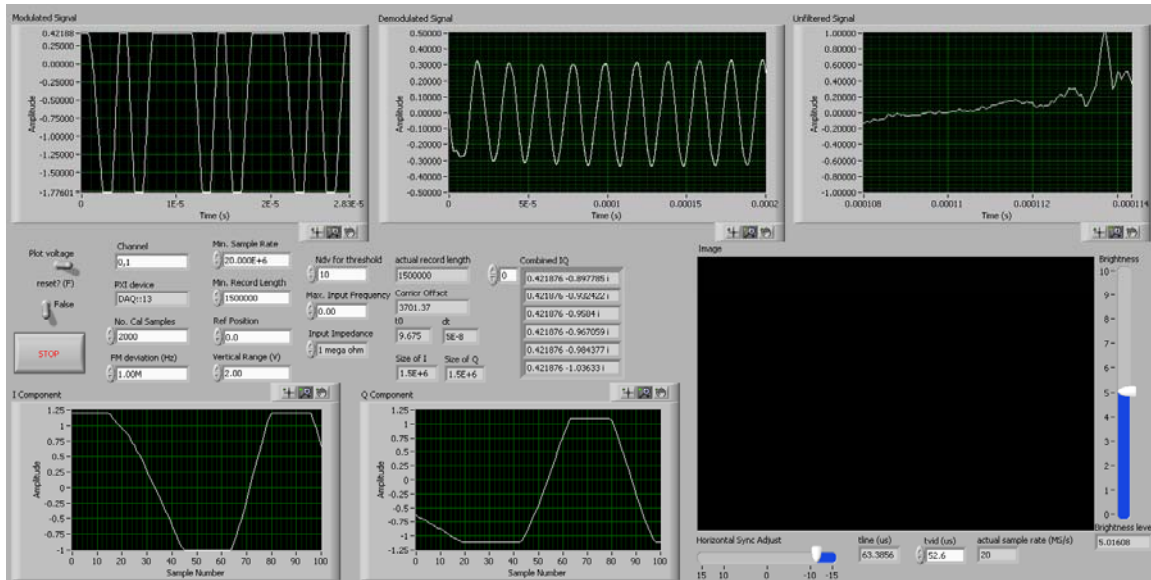 Modulated Signal
0.42188
0.25000
0.00000
-0.25000
-0.50000
-0.75000
-1.00000
-1.25000
-1.50000
-1.77601
Amplitude
0
1E-5
2E-5
2.83E-5
Time (s)
Demodulated Signal
0.50000
0.40000
0.30000
0.20000
0.10000
0.00000
-0.10000
-0.20000
-0.30000
-0.40000
-0.50000
Amplitude
0
5E-5
0.0001
0.00015
0.0002
Time (s)
Unfiltered Signal
1.00000
0.80000
0.60000
0.40000
0.20000
0.00000
-0.20000
-0.40000
-0.60000
-0.80000
-1.00000
Amplitude
0.000108
0.00011
0.000112
0.000114
Time (s)
Plot voltage
reset? (F)
False
STOP
Channel
0,1
PXI device
DAQ::13
No. Cal Samples
2000
FM deviation (Hz)
1.00M
Min. Sample Rate
20.000E+6
Min. Record Length
1500000
Ref Position
0.0
Vertical Range (V)
2.00
Ndv for threshold
10
Max. Input Frequency
0.00
Input Impedance
1 mega ohm
actual record length
1500000
Carrier Offset
3701.37
t0
9.675
dt
5E-8
Size of I
1.5E+6
Size of Q
1.5E+6
Combined IQ
0
0.421876 -0.897785 i
0.421876 -0.932422 i
0.421876 -0.9584 i
0.421876 -0.967059 i
0.421876 -0.984377 i
0.421876 -1.03633 i
Image
Brightness
10
9
8
7
6
5
4
3
2
1
0
Brightness level
5.01608
I Component
1.25
1
0.75
0.5
0.25
0
-0.25
-0.5
-0.75
-1
Amplitude
0 10 20 30 40 50 60 70 80 90 100
Sample Number
Q Component
1.25
1
0.75
0.5
0.25
0
-0.25
-0.5
-0.75
-1
-1.25
Amplitude
0 10 20 30 40 50 60 70 80 90 100
Sample Number
Horizontal Sync Adjust
15 10 0 -10 -15
tline (us)
63.3856
tvid (us)
52.6
actual sample rate (MS/s)
20